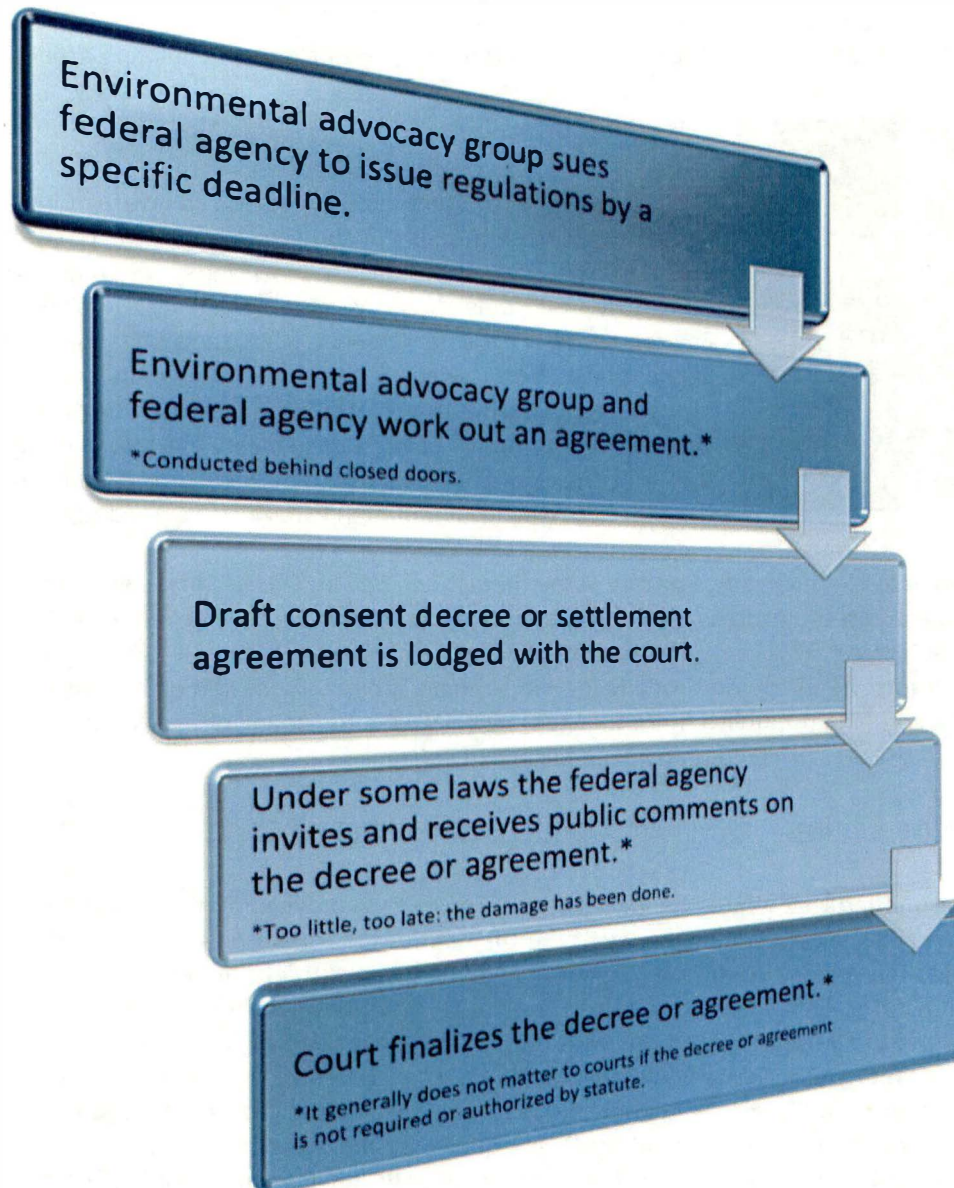 Environmental advocacy group sues
federal agency to issue regulations by a
specific deadline.
Environmental advocacy group and
federal agency work out an agreement.*
*Conducted behind closed doors.
Draft consent decree or settlement
agreement is lodged with the court.
Under some laws the federal agency
invites and receives public comments on
the decree or agreement.*
*Too little, too late: the damage has been done.
Court finalizes the decree or agreement.*
*It generally does not matter to courts if the decree or agreement
is not required or authorized by statute.